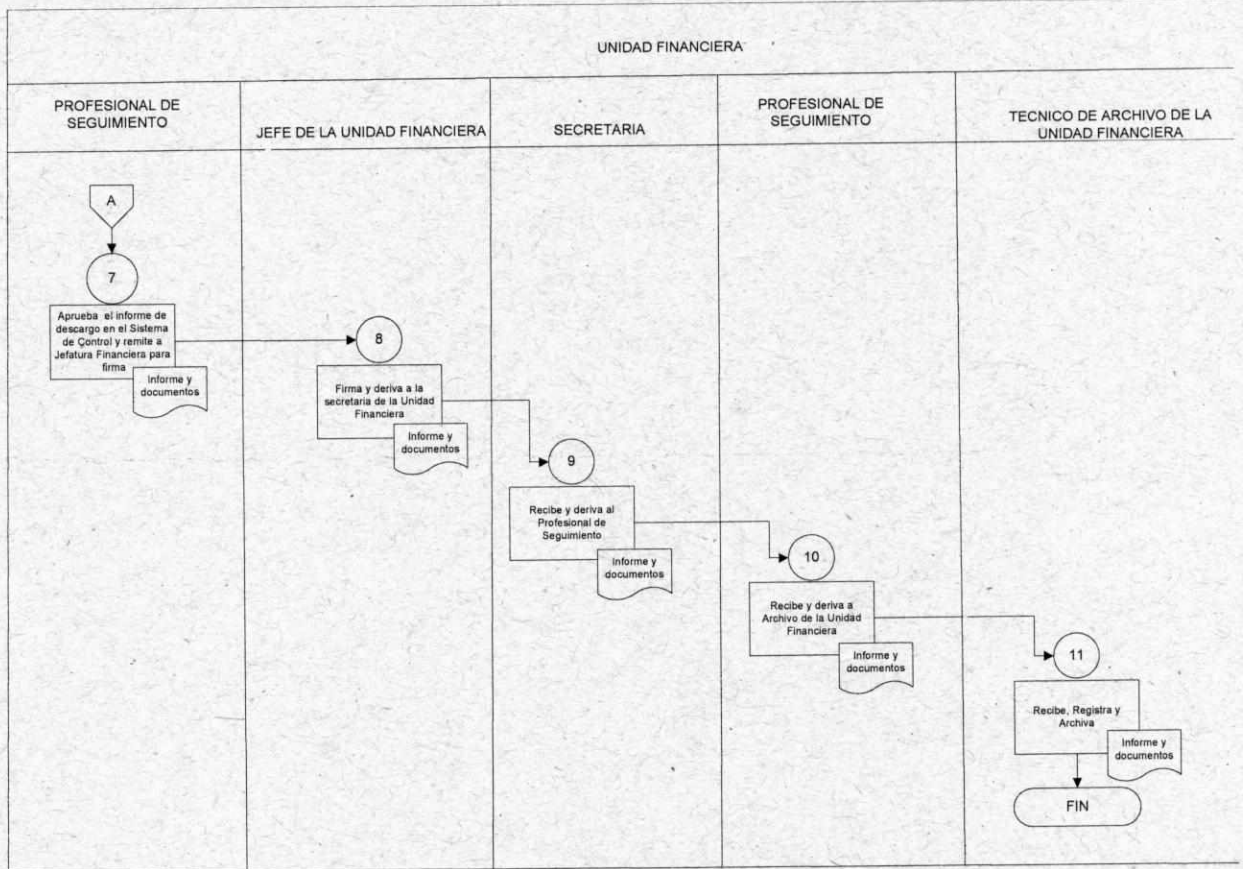 UNIDAD FINANCIERA
PROFESIONAL DE
SEGUIMIENTO
JEFE DE LA UNIDAD FINANCIERA
SECRETARIA
PROFESIONAL DE
SEGUIMIENTO
TECNICO DE ARCHIVO DE LA
UNIDAD FINANCIERA
A
7
Aprueba el informe de
descargo en el Sistema
de Control y remite a
Jefatura Financiera para
firma
Informe y
documentos
8
Firma y deriva a la
secretaria de la Unidad
Financiera
Informe y
documentos
9
Recibe y deriva al
Profesional de
Seguimiento
Informe y
documentos
10
Recibe y deriva a
Archivo de la Unidad
Financiera
Informe y
documentos
11
Recibe, Registra y
Archiva
Informe y
documentos
FIN